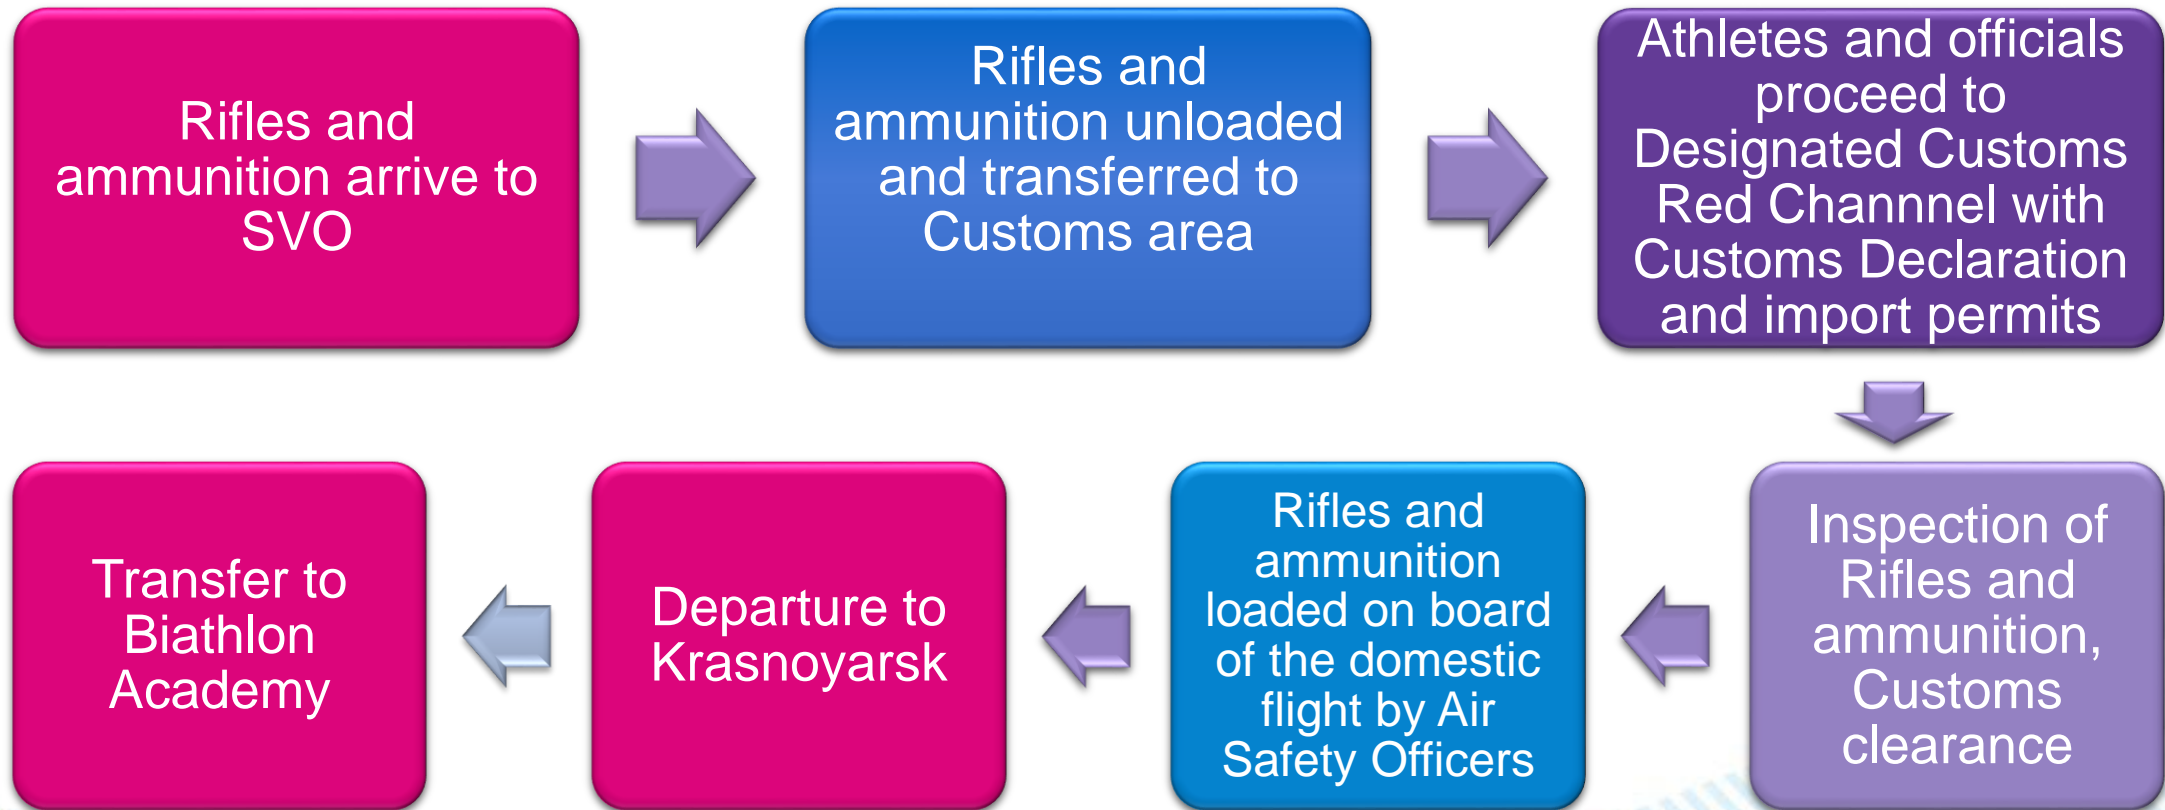 Rifles and
ammunition arrive to
SVO
Rifles and
ammunition unloaded
and transferred to
Customs area
Athletes and officials
proceed to
Designated Customs
Red Channnel with
Customs Declaration
and import permits
Inspection of
Rifles and
ammunition,
Customs
clearance
Rifles and
ammunition
loaded on board
of the domestic
flight by Air
Safety Officers
Departure to
Krasnoyarsk
Transfer to
Biathlon
Academy